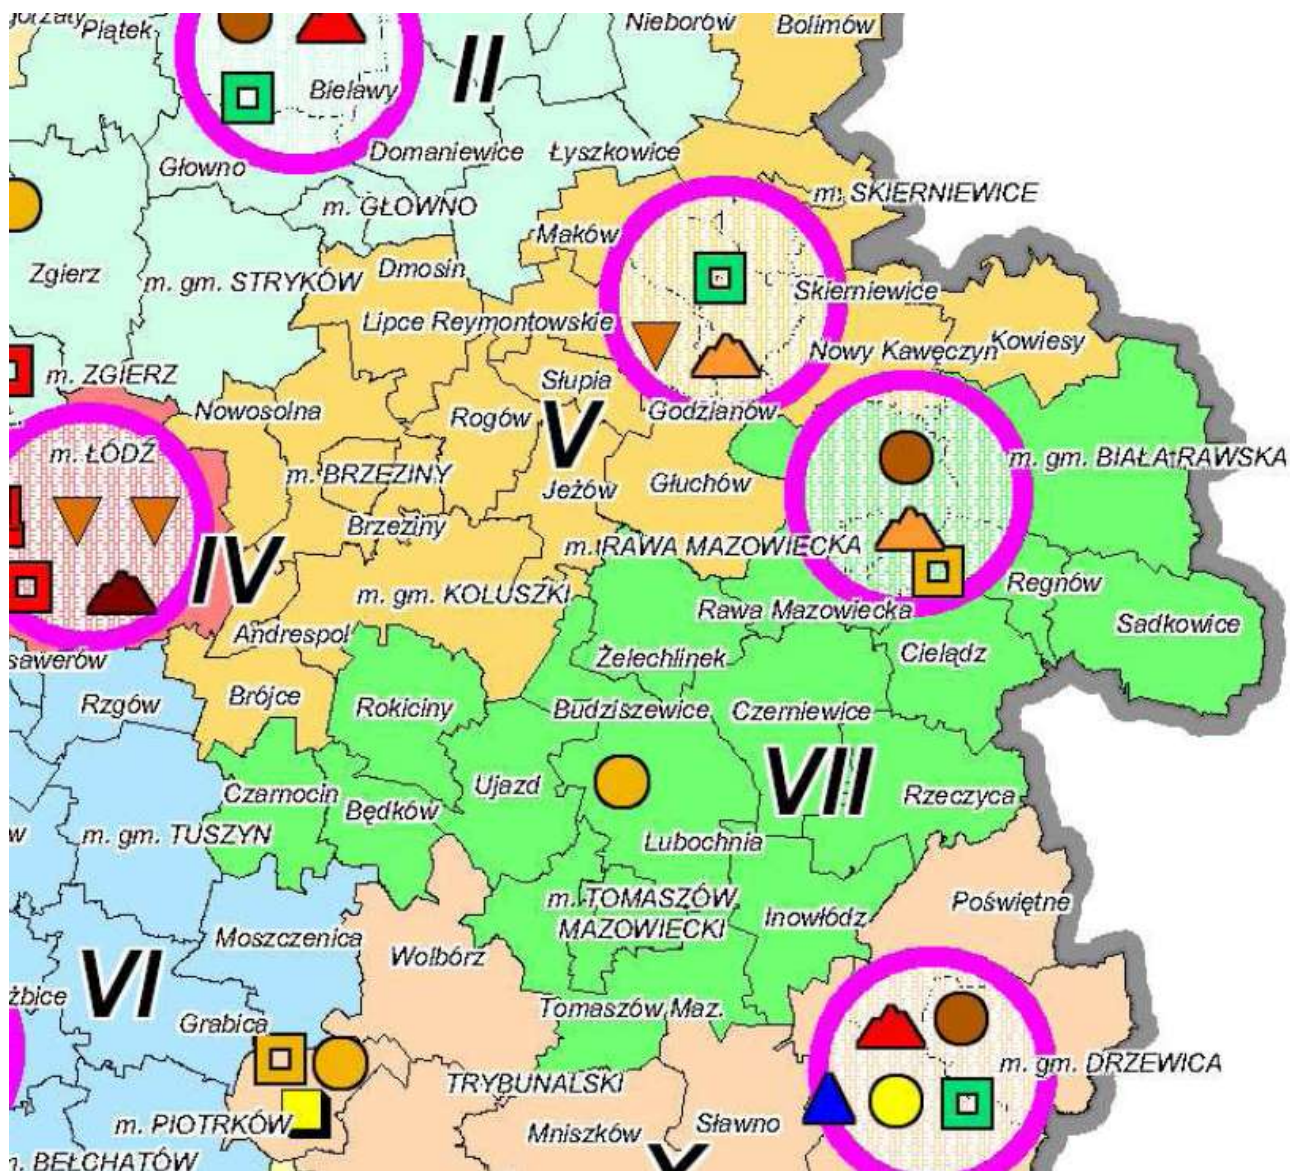 Piątek
Nieborów
Bolimów
II
Bielawy
Domaniewice
Łyszkowice
Głowno
m. GŁOWNO
m. SKIERNIEWICE
Maków
Zgierz
m. gm. STRYKÓW
Dmosin
Skierniewice
Lipce Reymontowskie
Nowy Kawęczyn
Kowiesy
m. ZGIERZ
Słupia
Nowosolna
Rogów
V
Godzianów
m. ŁÓDŹ
m. gm. BIAŁA RAWSKA
m. BRZEZINY
Jeżów
Głuchów
Brzeziny
m. RAWA MAZOWIECKA
IV
m. gm. KOLUSZKI
Regnów
Rawa Mazowiecka
Sadkowice
Andrespol
Żelechlinek
Cielądz
sawerów
Brójce
Rzgów
Rokiciny
Budziszewice
Czerniewice
VII
Ujazd
Czarnocin
Będków
Rzeczyca
m. gm. TUSZYN
Lubochnia
m. TOMASZÓW
MAZOWIECKI
Inowłódz
Poświętne
Moszczenica
Wolbórz
VI
żbice
Grabica
Tomaszów Maz.
m. gm. DRZEWICA
TRYBUNALSKI
m. PIOTRKÓW
Mniszków
Sławno
X
m. BEŁCHATÓW